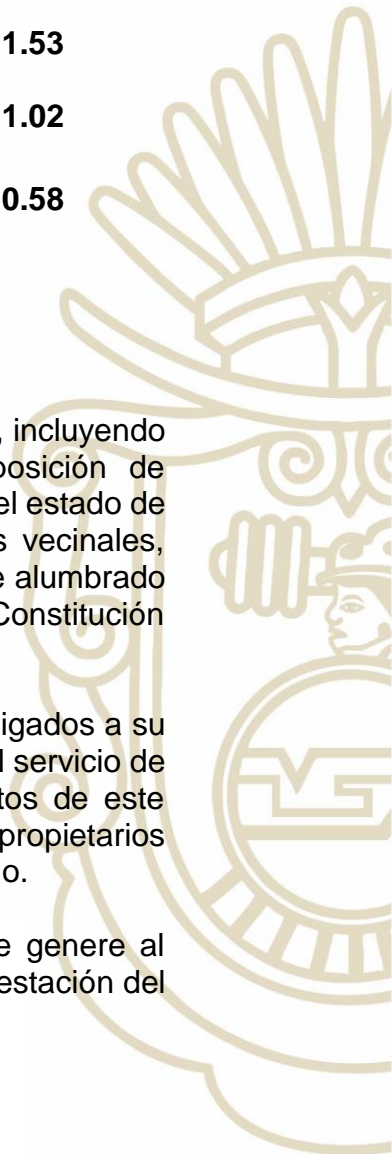 1.53
1.02
0.58
, incluyendo
posición de
el estado de
s vecinales,
e alumbrado
Constitución
ligados a su
l servicio de
tos de este
propietarios
o.
e genere al
estación del